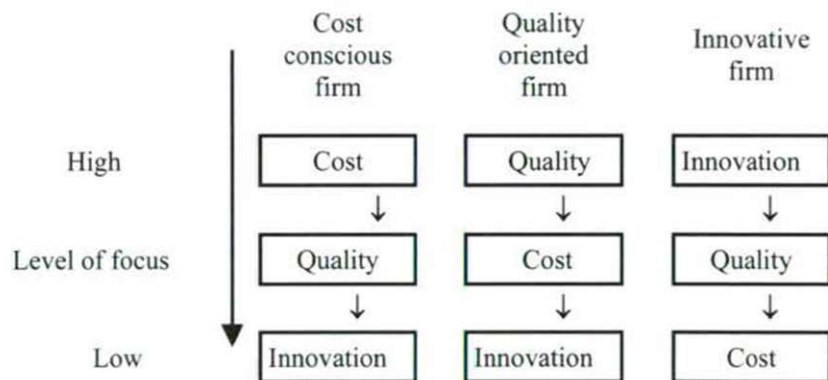 Cost
conscious
firm
Quality
oriented
firm
Innovative
firm
High
Cost
Quality
Innovation
Level of focus
Quality
Cost
Quality
Low
Innovation
Innovation
Cost